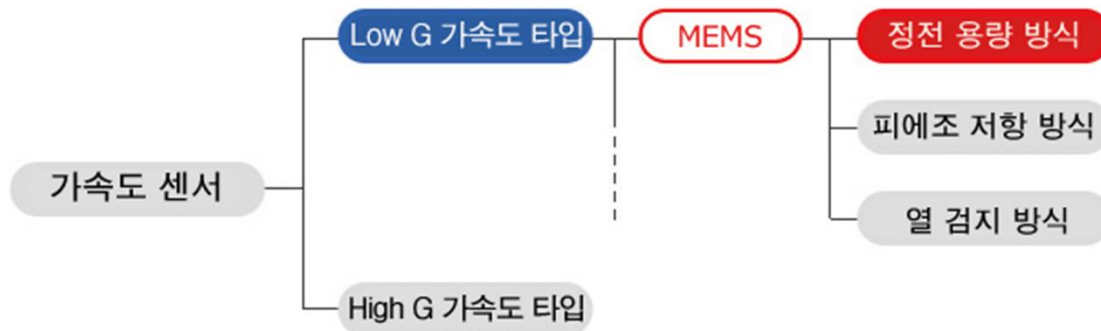 Low G 가속도 타입
MEMS
정전 용량 방식
피에조 저항 방식
가속도 센서
열 검지 방식
High G 가속도 타입